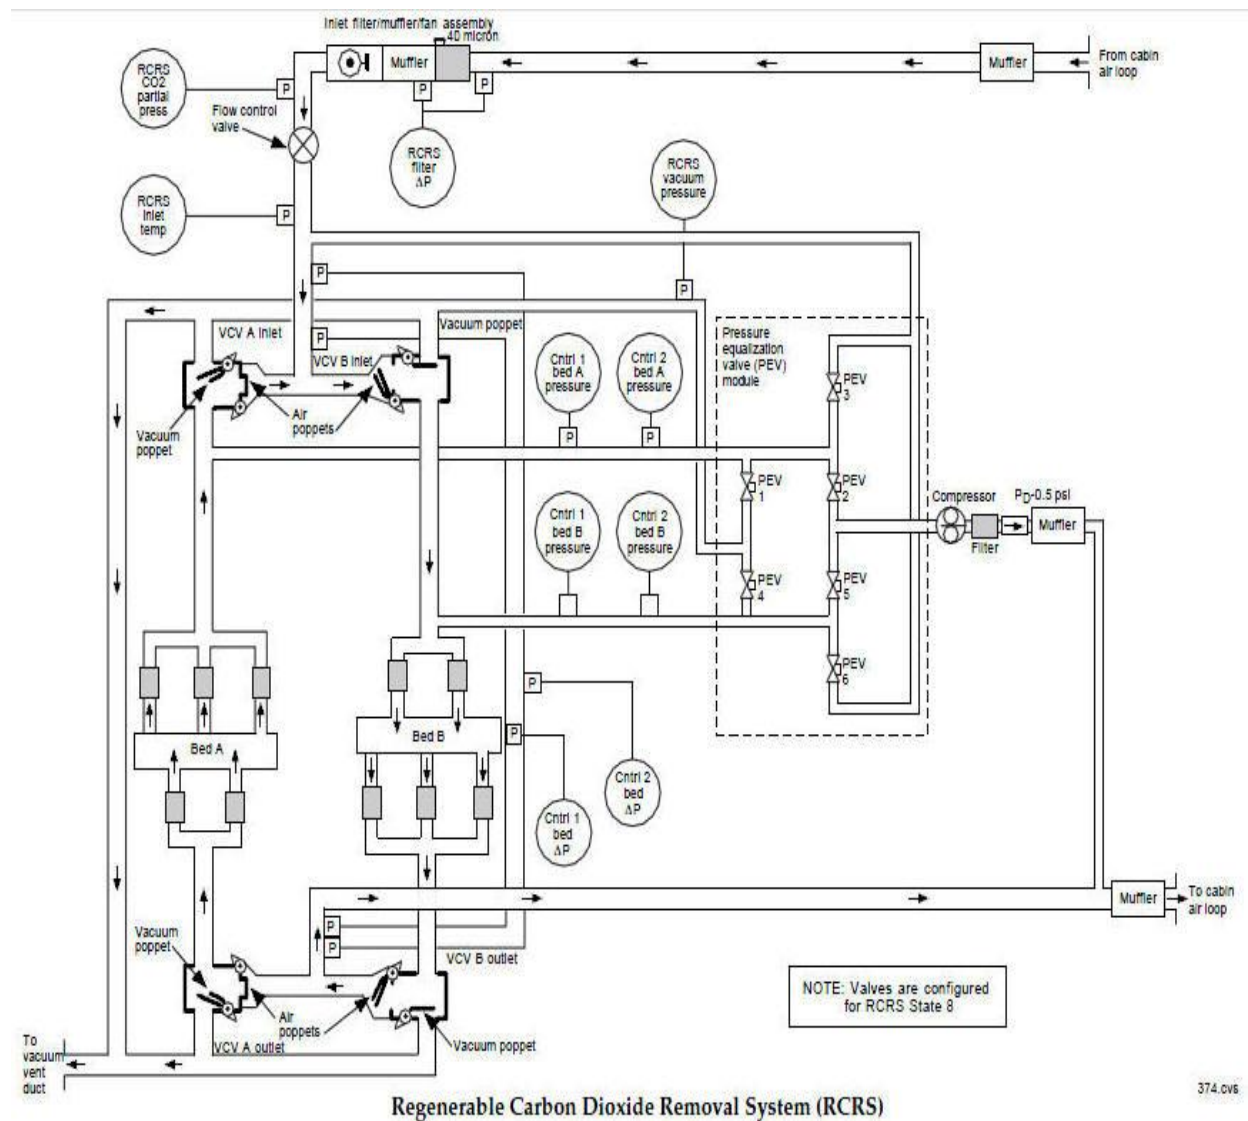 Inlet filter/muffler/fan assembly
40 micron
Muffler
Muffler
From cabin
air loop
RCRS
CO2
partial
press
P
P
P
Flow control
valve
RCRS
filter
ΔP
RCRS
vacuum
pressure
RCRS
Inlet
temp
P
P
P
VCV A Inlet
Vacuum poppet
P
VCV B Inlet
Pressure
equalization
valve (PEV)
module
Cntrl 1
bed A
pressure
Cntrl 2
bed A
pressure
PEV
3
Air
poppets
Vacuum
poppet
P
P
PEV
1
PEV
2
Compressor
PD-0.5 psi
Cntrl 1
bed B
pressure
Cntrl 2
bed B
pressure
Muffler
Filter
PEV
4
PEV
5
PEV
6
P
P
Bed A
Bed B
Cntrl 2
bed
ΔP
Cntrl 1
bed
ΔP
Muffler
To cabin
air loop
P
P
Vacuum
poppet
VCV B outlet
NOTE: Valves are configured
for RCRS State 8
Air
poppets
To
vacuum
vent
duct
VCV A outlet
Vacuum poppet
374.cvs
Regenerable Carbon Dioxide Removal System (RCRS)